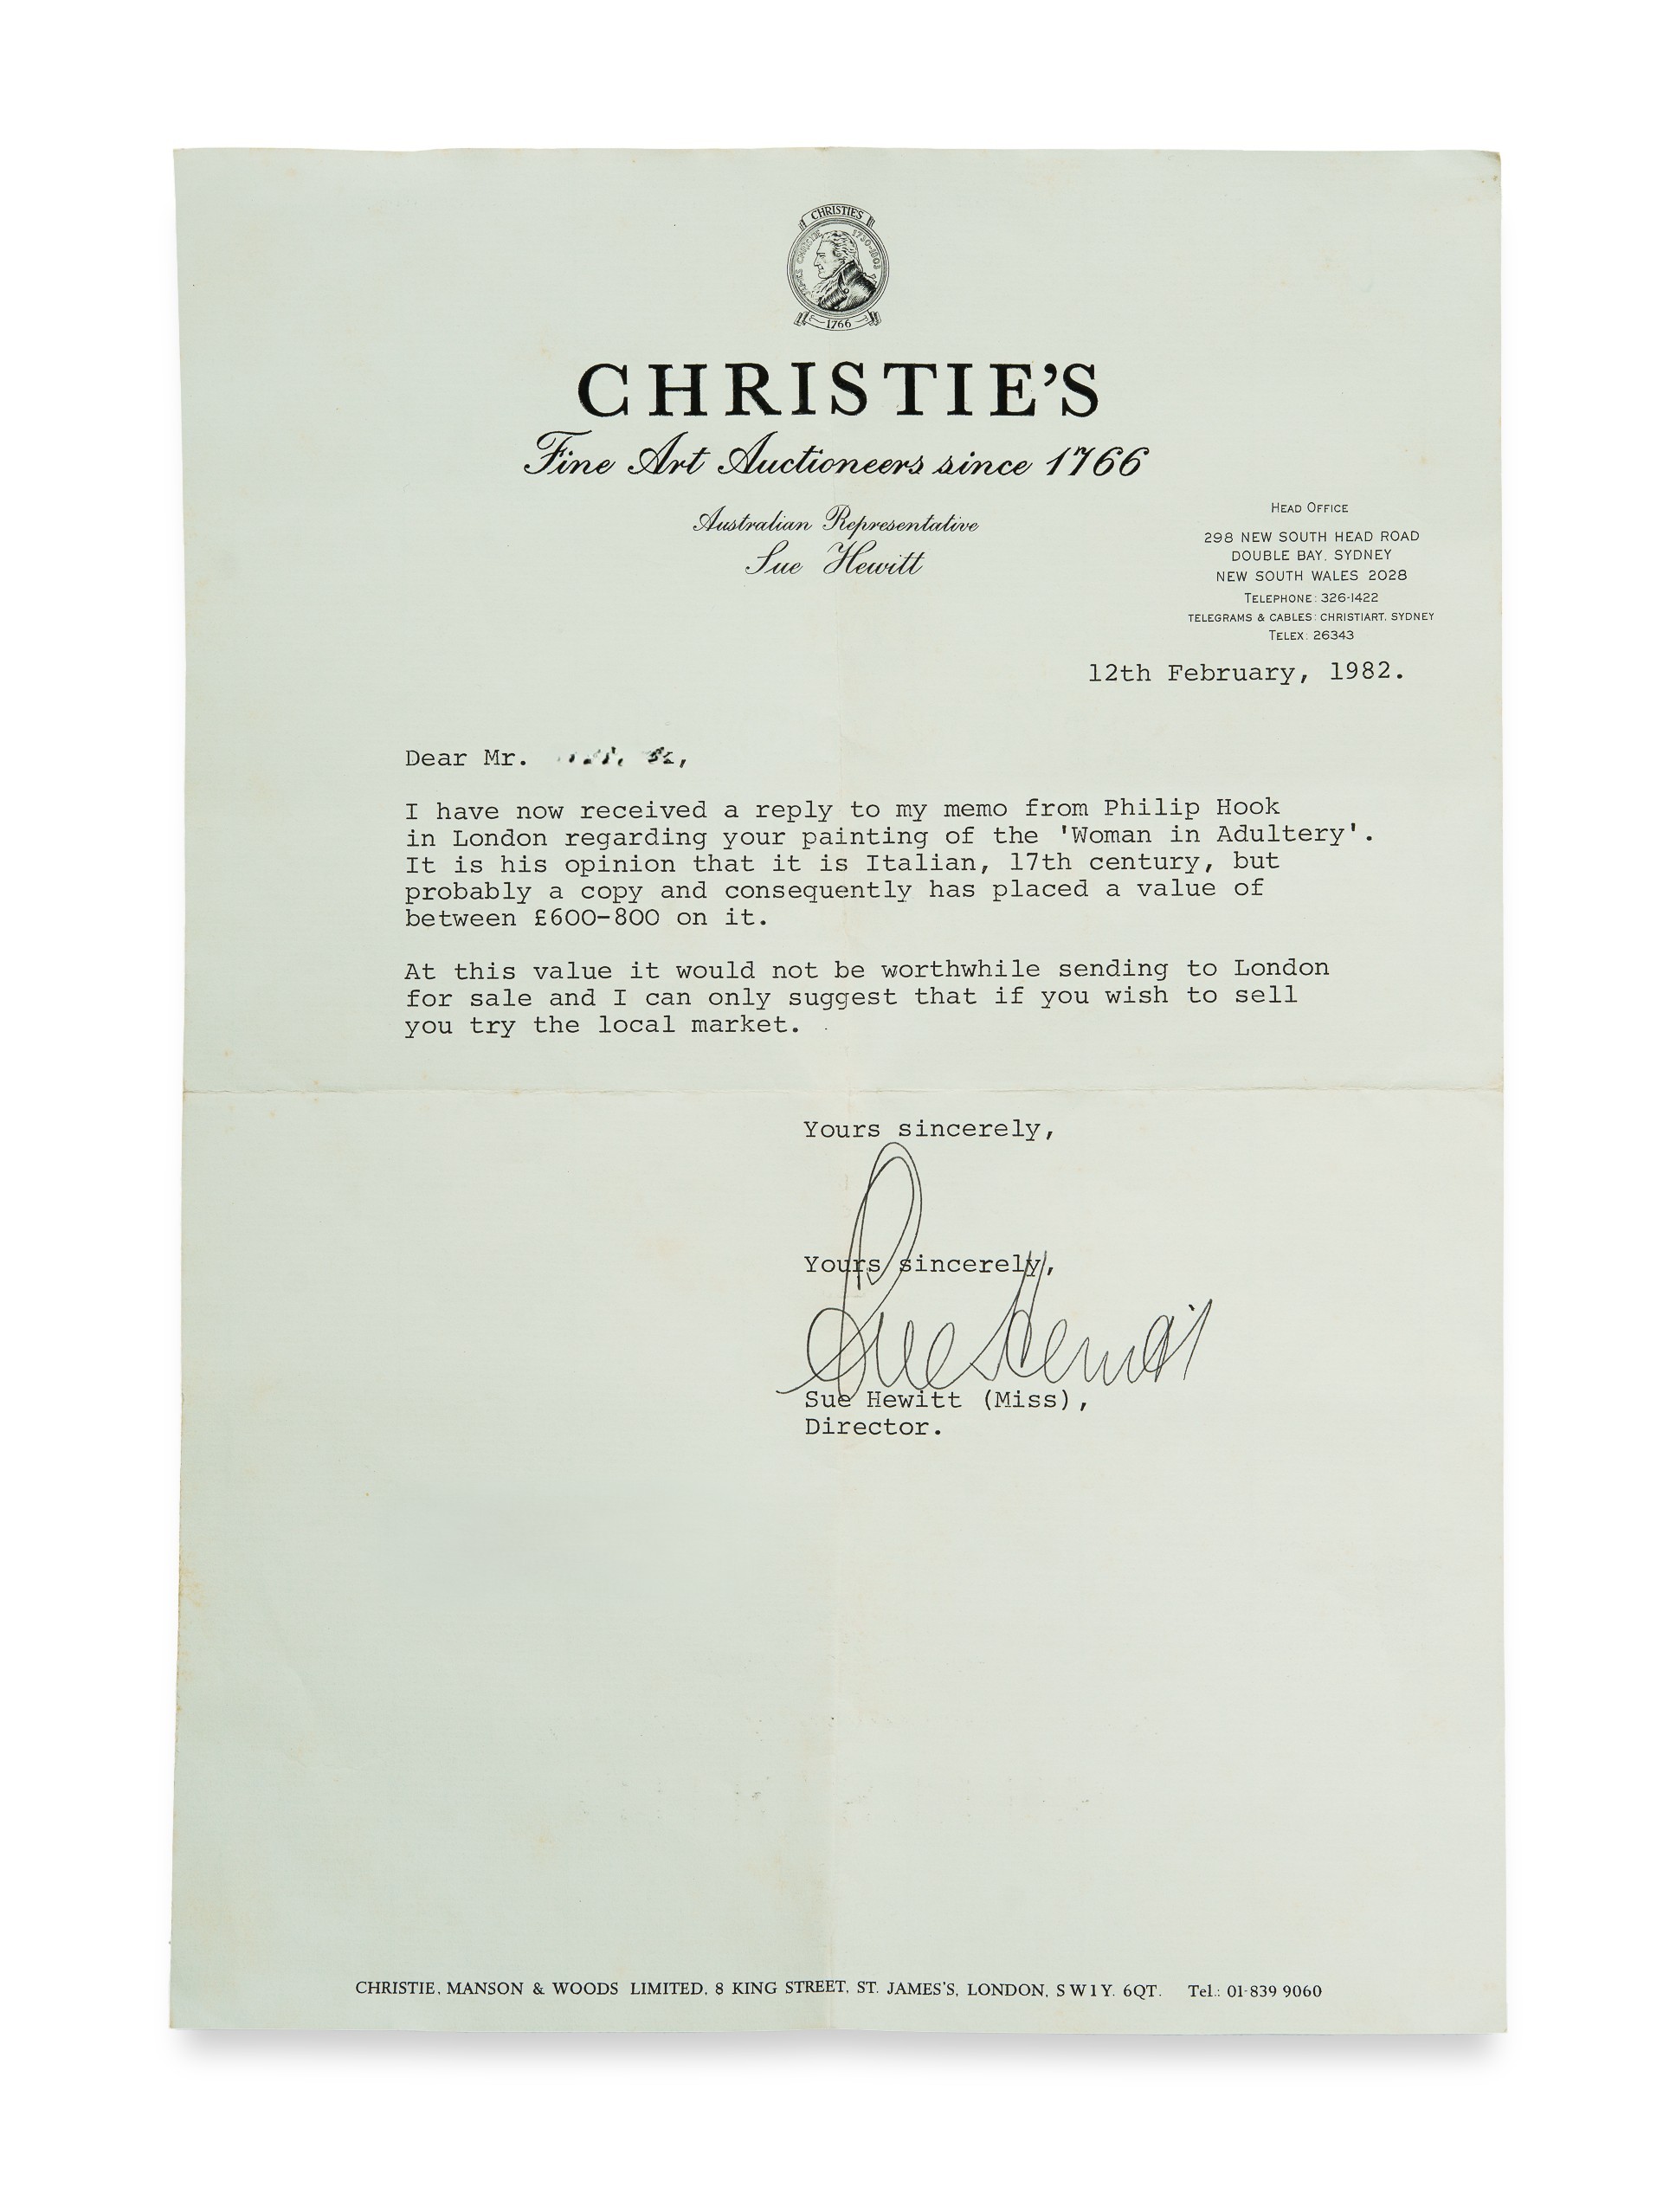 CHRISTIE'S
JAMES CHRISTIE 1730-1803
1766
CHRISTIE'S
Fine Art Auctioneers since 1766
Australian Representative
Sue Hewitt
HEAD OFFICE
298 NEW SOUTH HEAD ROAD
DOUBLE BAY, SYDNEY
NEW SOUTH WALES 2028
TELEPHONE: 326-1422
TELEGRAMS & CABLES: CHRISTIART, SYDNEY
TELEX: 26343
12th February, 1982.
Dear Mr.
I have now received a reply to my memo from Philip Hook
in London regarding your painting of the 'Woman in Adultery'.
It is his opinion that it is Italian, 17th century, but
probably a copy and consequently has placed a value of
between £600-800 on it.
At this value it would not be worthwhile sending to London
for sale and I can only suggest that if you wish to sell
you try the local market.
Yours sincerely,
Yours sincerely,
Sue Hewitt
Sue Hewitt (Miss),
Director.
CHRISTIE, MANSON & WOODS LIMITED, 8 KING STREET, ST. JAMES'S, LONDON, SW1Y. 6QT. Tel.: 01-839 9060